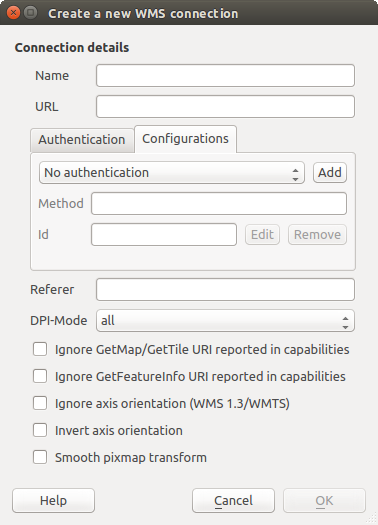 Create a new WMS connection
Connection details
Name
URL
Authentication Configurations
No authentication Add
Method
Id Edit Remove
Referer
DPI-Mode all
Ignore GetMap/GetTile URI reported in capabilities
Ignore GetFeatureInfo URI reported in capabilities
Ignore axis orientation (WMS 1.3/WMTS)
Invert axis orientation
Smooth pixmap transform
Help Cancel OK